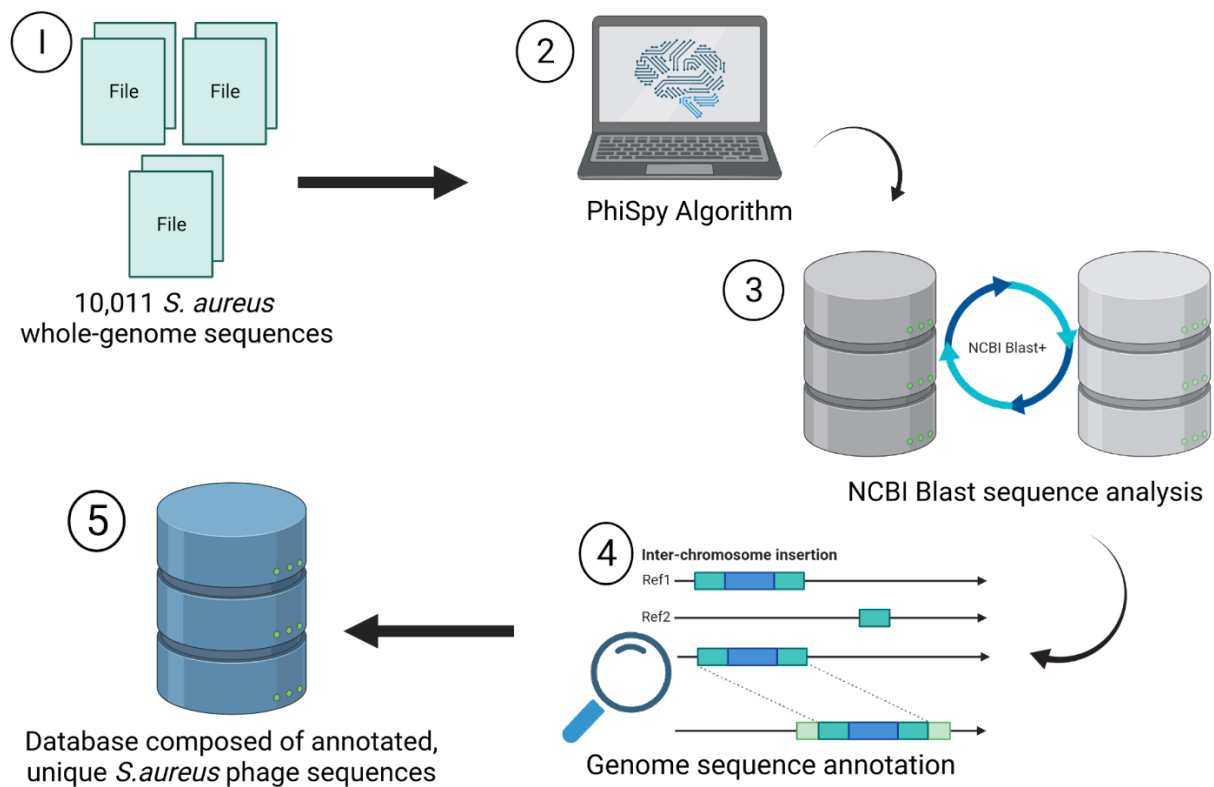 1
File
File
File
10,011 S. aureus
whole-genome sequences
2
PhiSpy Algorithm
3
NCBI Blast+
NCBI Blast sequence analysis
4
Inter-chromosome insertion
Ref1
Ref2
Genome sequence annotation
5
Database composed of annotated,
unique S.aureus phage sequences